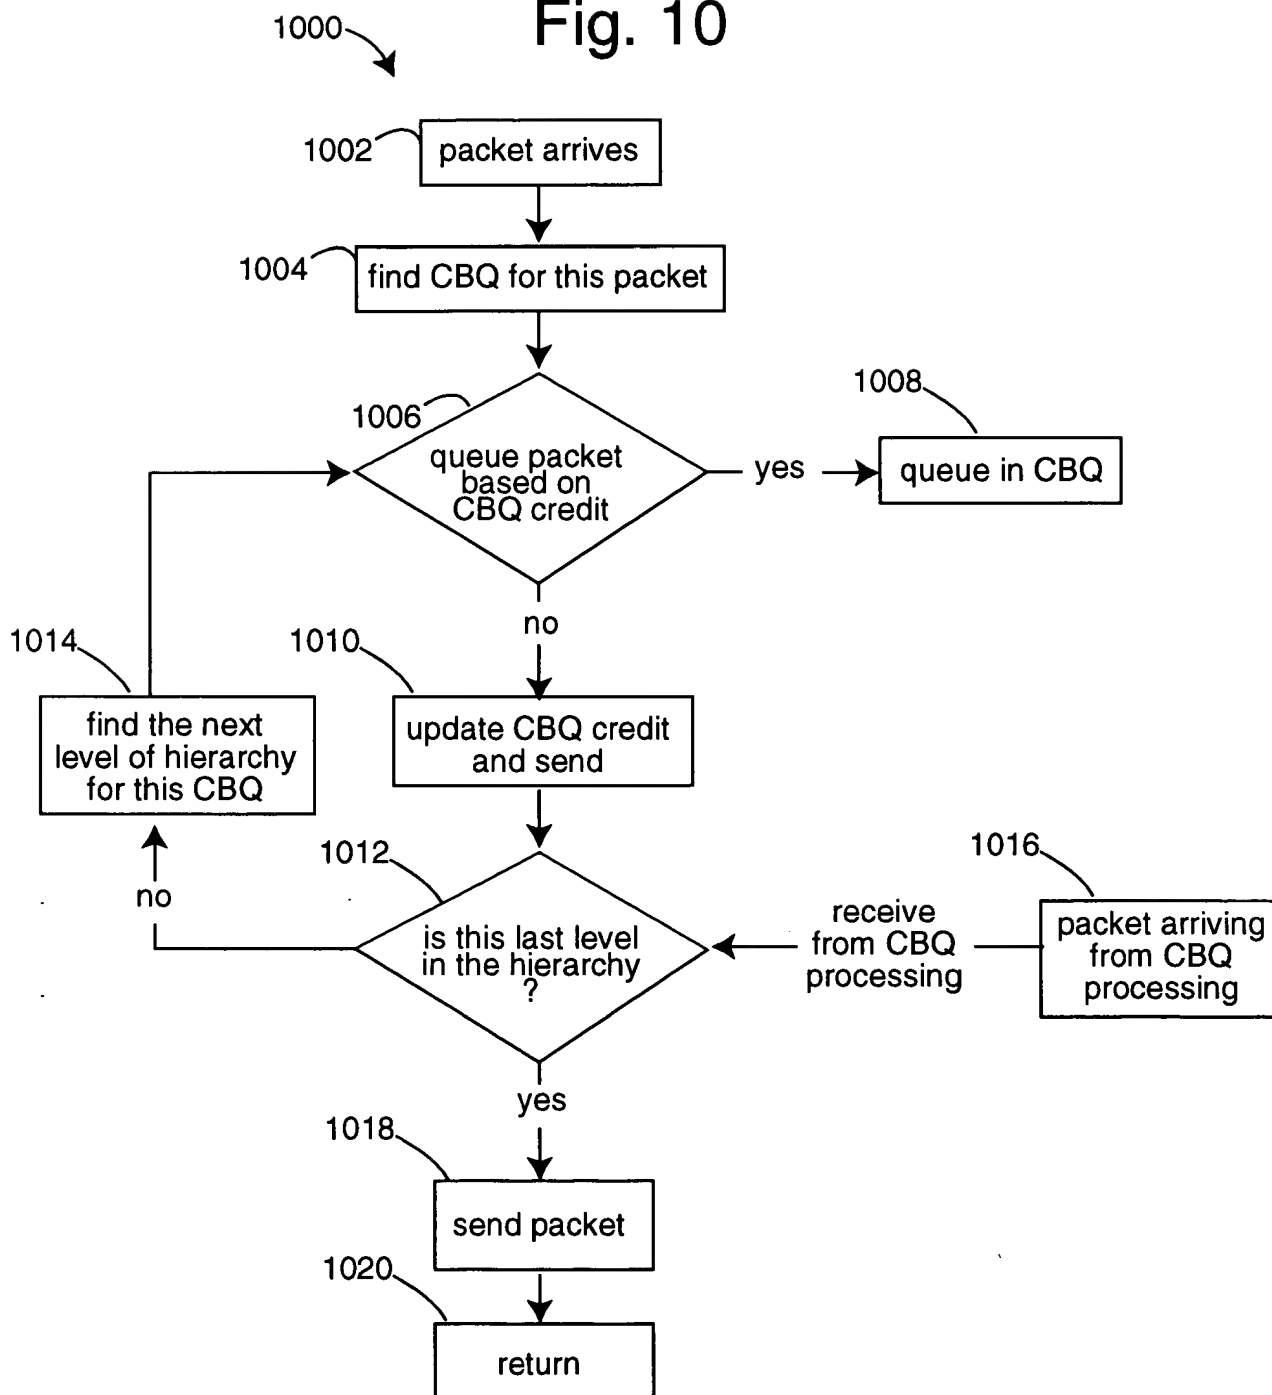 Fig. 10
1000
1002
packet arrives
1004
find CBQ for this packet
1006
queue packet
based on
CBQ credit
yes
1008
queue in CBQ
no
1014
find the next
level of hierarchy
for this CBQ
1010
update CBQ credit
and send
1012
is this last level
in the hierarchy
?
no
receive
from CBQ
processing
1016
packet arriving
from CBQ
processing
yes
1018
send packet
1020
return